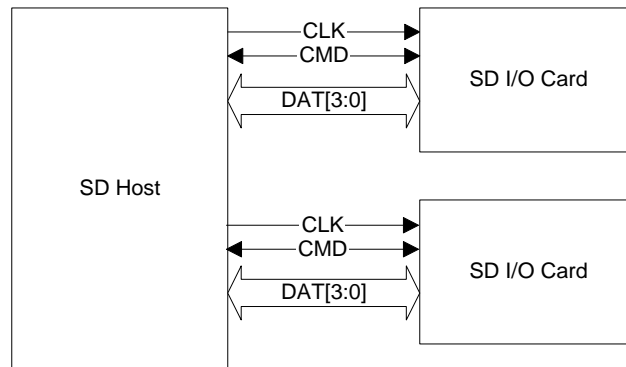 CLK
CMD
SD I/O Card
DAT[3:0]
SD Host
CLK
CMD
SD I/O Card
DAT[3:0]